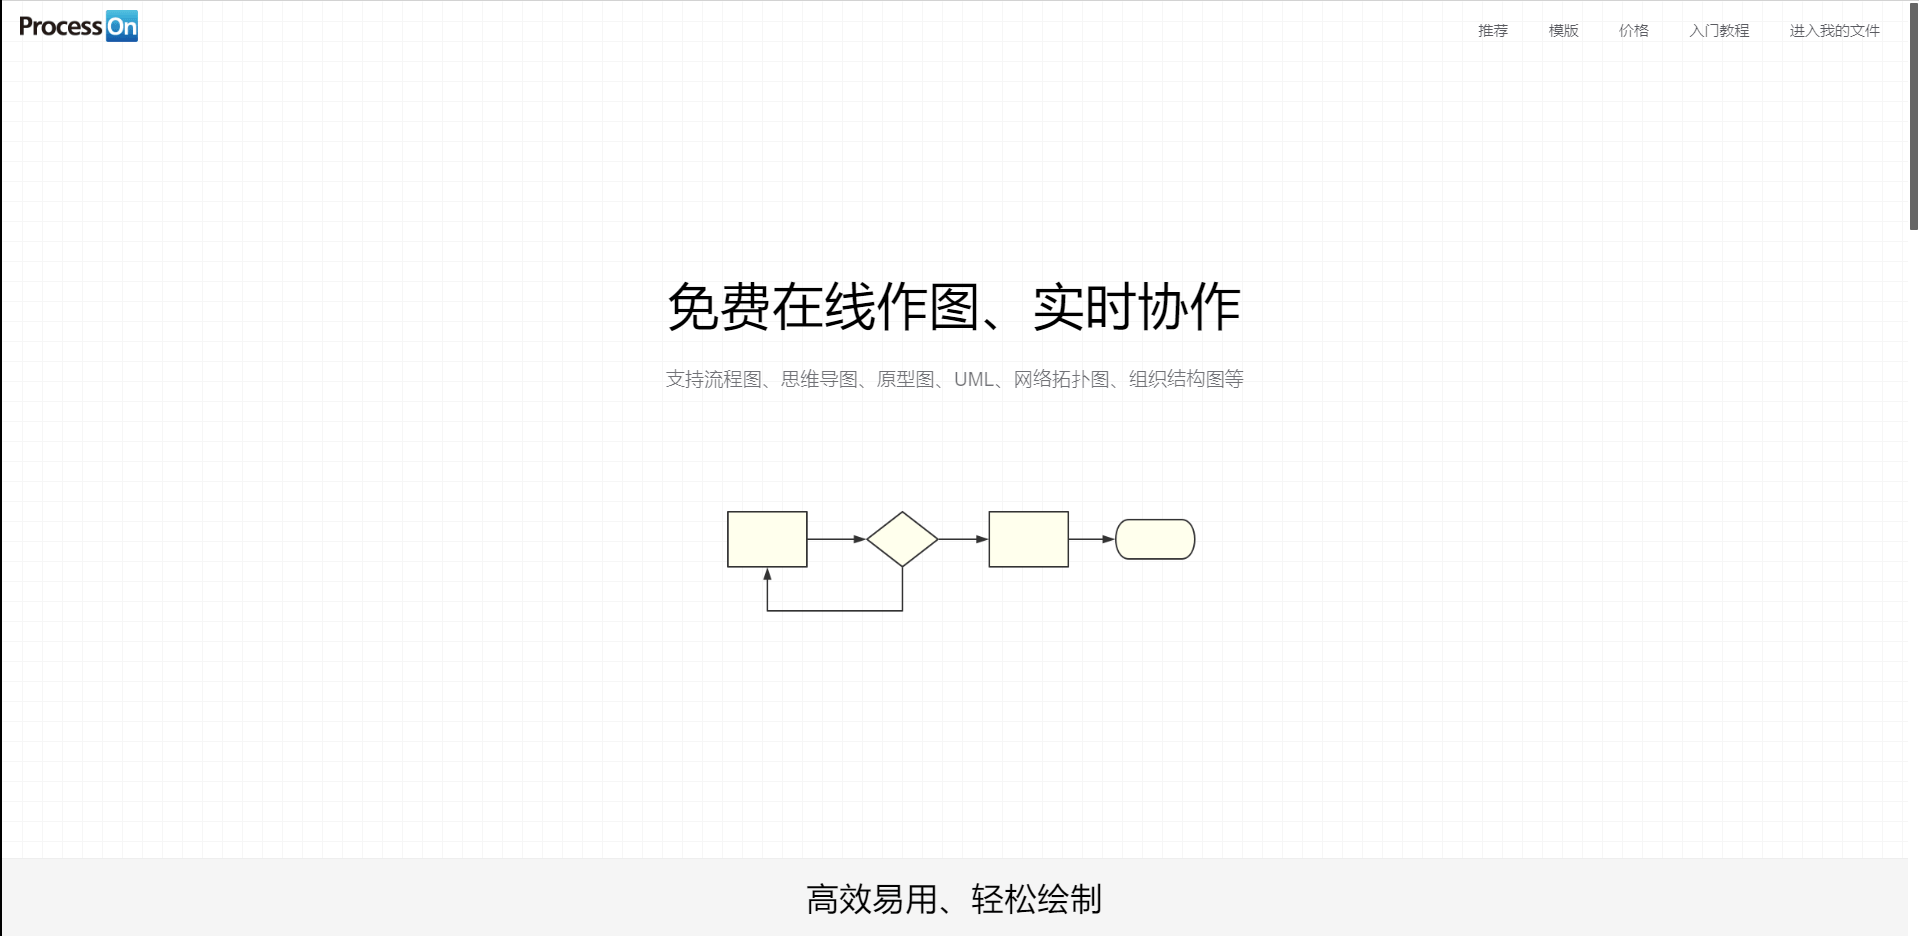 ProcessOn
推荐 模版 价格 入门教程 进入我的文件
免费在线作图、实时协作
支持流程图、思维导图、原型图、UML、网络拓扑图、组织结构图等
高效易用、轻松绘制